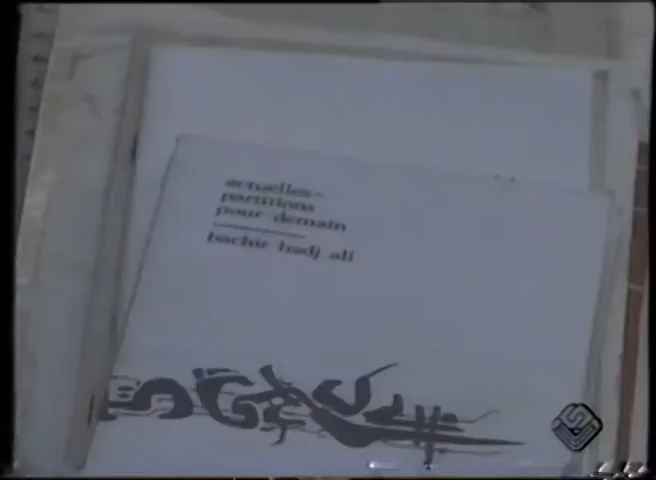 actuelles-
partitions
pour demain
bachir hadj ali